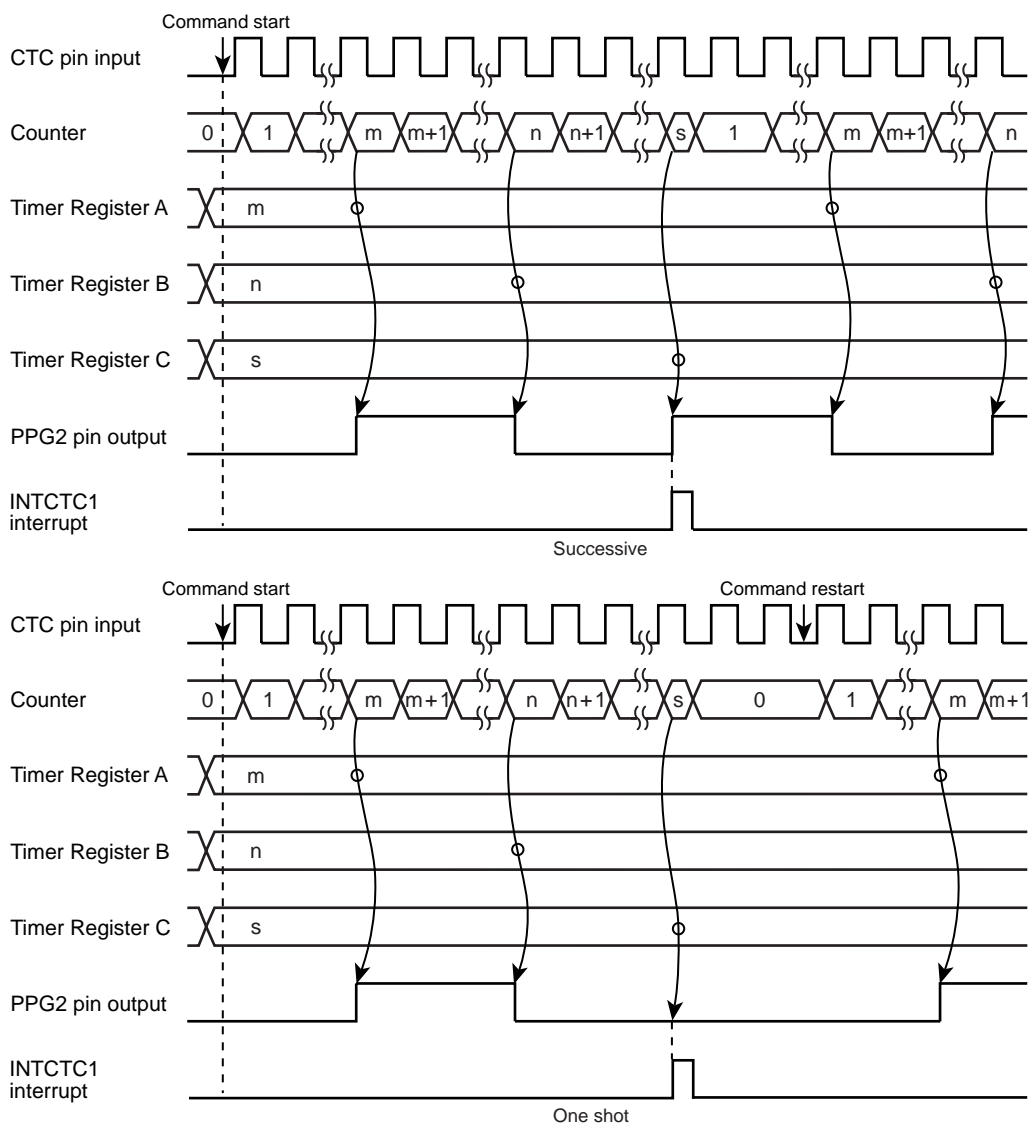 Command start
CTC pin input
Counter 0 1 m m+1 n n+1 s 1 m m+1 n
Timer Register A m
Timer Register B n
Timer Register C s
PPG2 pin output
INTCTC1
interrupt
Successive
Command start Command restart
CTC pin input
Counter 0 1 m m+1 n n+1 s 0 1 m m+1
Timer Register A m
Timer Register B n
Timer Register C s
PPG2 pin output
INTCTC1
interrupt
One shot